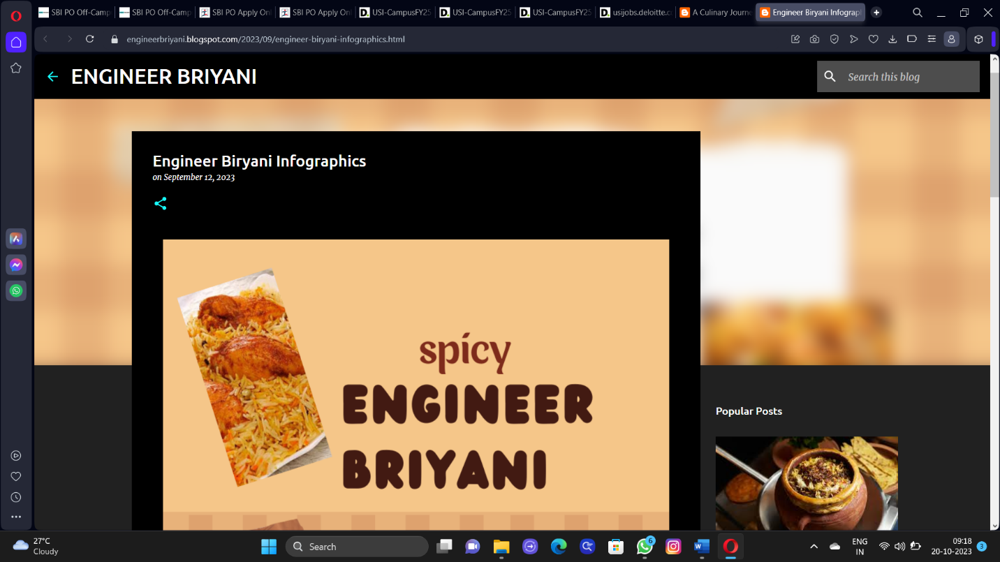 SBI PO Off-Camp
SBI PO Off-Camp
SBI PO Apply Onl
SBI PO Apply Onl
USI-CampusFY25
USI-CampusFY25
USI-CampusFY25
usijobs.deloitte.c
A Culinary Journe
Engineer Biryani Infograph
engineerbriyani.blogspot.com/2023/09/engineer-biryani-infographics.html
ENGINEER BRIYANI
Search this blog
Engineer Biryani Infographics
on September 12, 2023
spicy
ENGINEER
BRIYANI
Popular Posts
27°C
Cloudy
Search
6
ENG
IN
09:18
20-10-2023
3